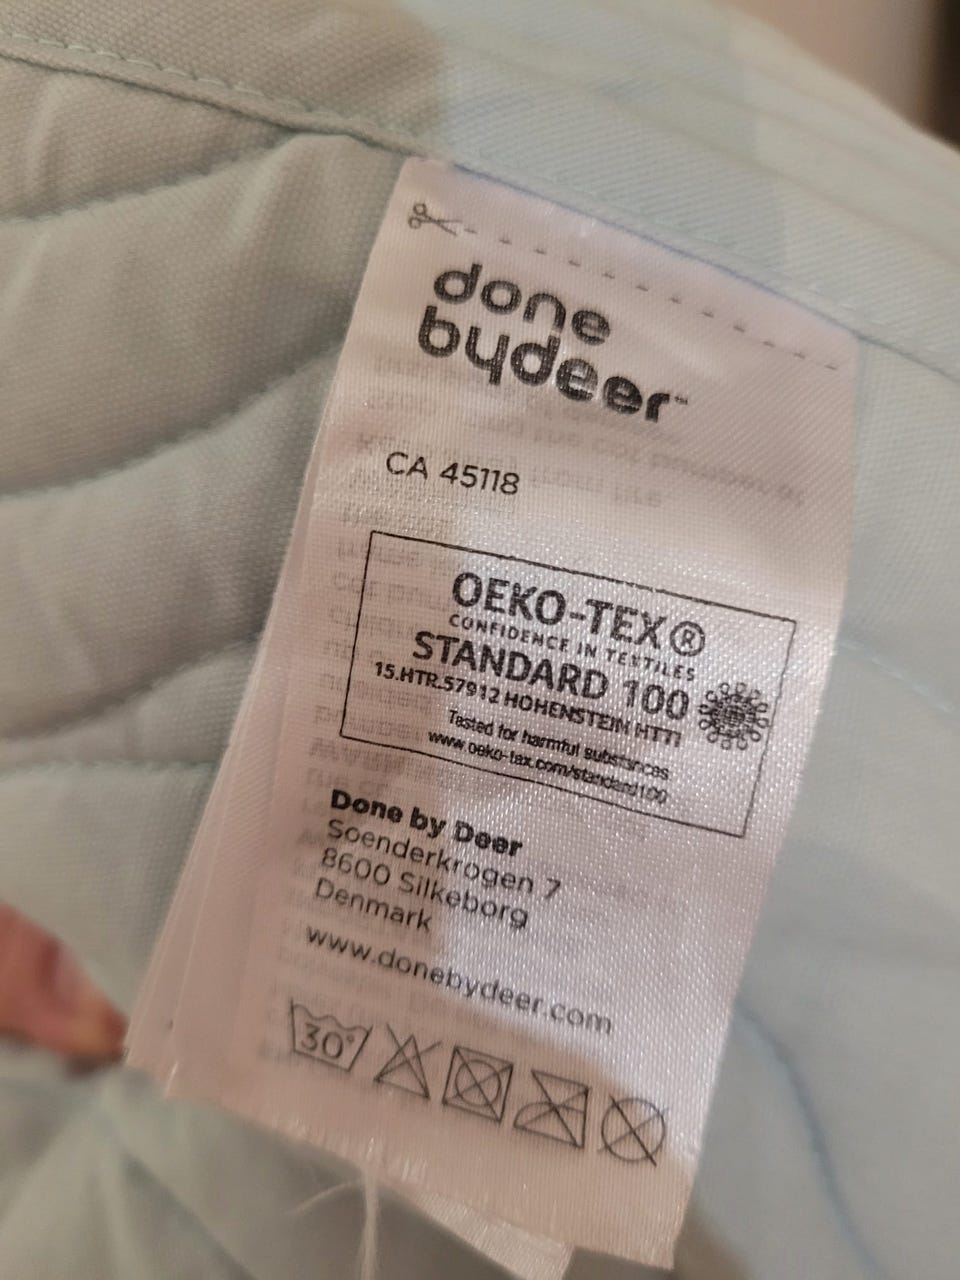 done
bydeer™
CA 45118
OEKO-TEX®
CONFIDENCE IN TEXTILES
STANDARD 100
15.HTR.57912 HOHENSTEIN HTTI
Tested for harmful substances
www.oeko-tex.com/standard100
Done by Deer
Soenderkrogen 7
8600 Silkeborg
Denmark
www.donebydeer.com
30°